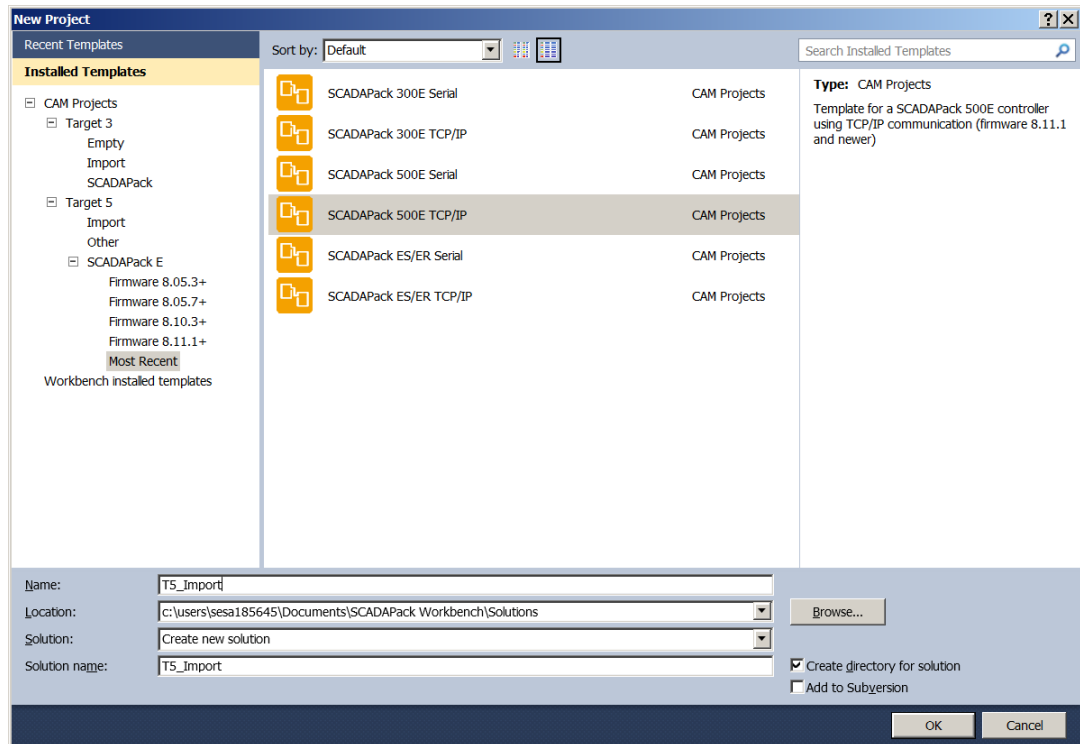 New Project
Recent Templates
Installed Templates
CAM Projects
Target 3
Empty
Import
SCADAPack
Target 5
Import
Other
SCADAPack E
Firmware 8.05.3+
Firmware 8.05.7+
Firmware 8.10.3+
Firmware 8.11.1+
Most Recent
Workbench installed templates
Sort by: Default
SCADAPack 300E Serial CAM Projects
SCADAPack 300E TCP/IP CAM Projects
SCADAPack 500E Serial CAM Projects
SCADAPack 500E TCP/IP CAM Projects
SCADAPack ES/ER Serial CAM Projects
SCADAPack ES/ER TCP/IP CAM Projects
Search Installed Templates
Type: CAM Projects
Template for a SCADAPack 500E controller
using TCP/IP communication (firmware 8.11.1
and newer)
Name: T5_Import
Location: c:\users\sesa185645\Documents\SCADAPack Workbench\Solutions
Browse...
Solution: Create new solution
Solution name: T5_Import
Create directory for solution
Add to Subversion
OK Cancel